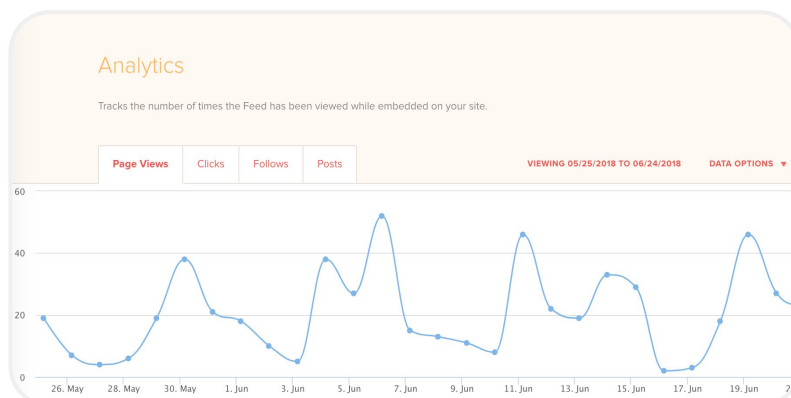 Analytics
Tracks the number of times the Feed has been viewed while embedded on your site.
Page Views Clicks Follows Posts VIEWING 05/25/2018 TO 06/24/2018 DATA OPTIONS
60
40
20
0
26. May 28. May 30. May 1. Jun 3. Jun 5. Jun 7. Jun 9. Jun 11. Jun 13. Jun 15. Jun 17. Jun 19. Jun